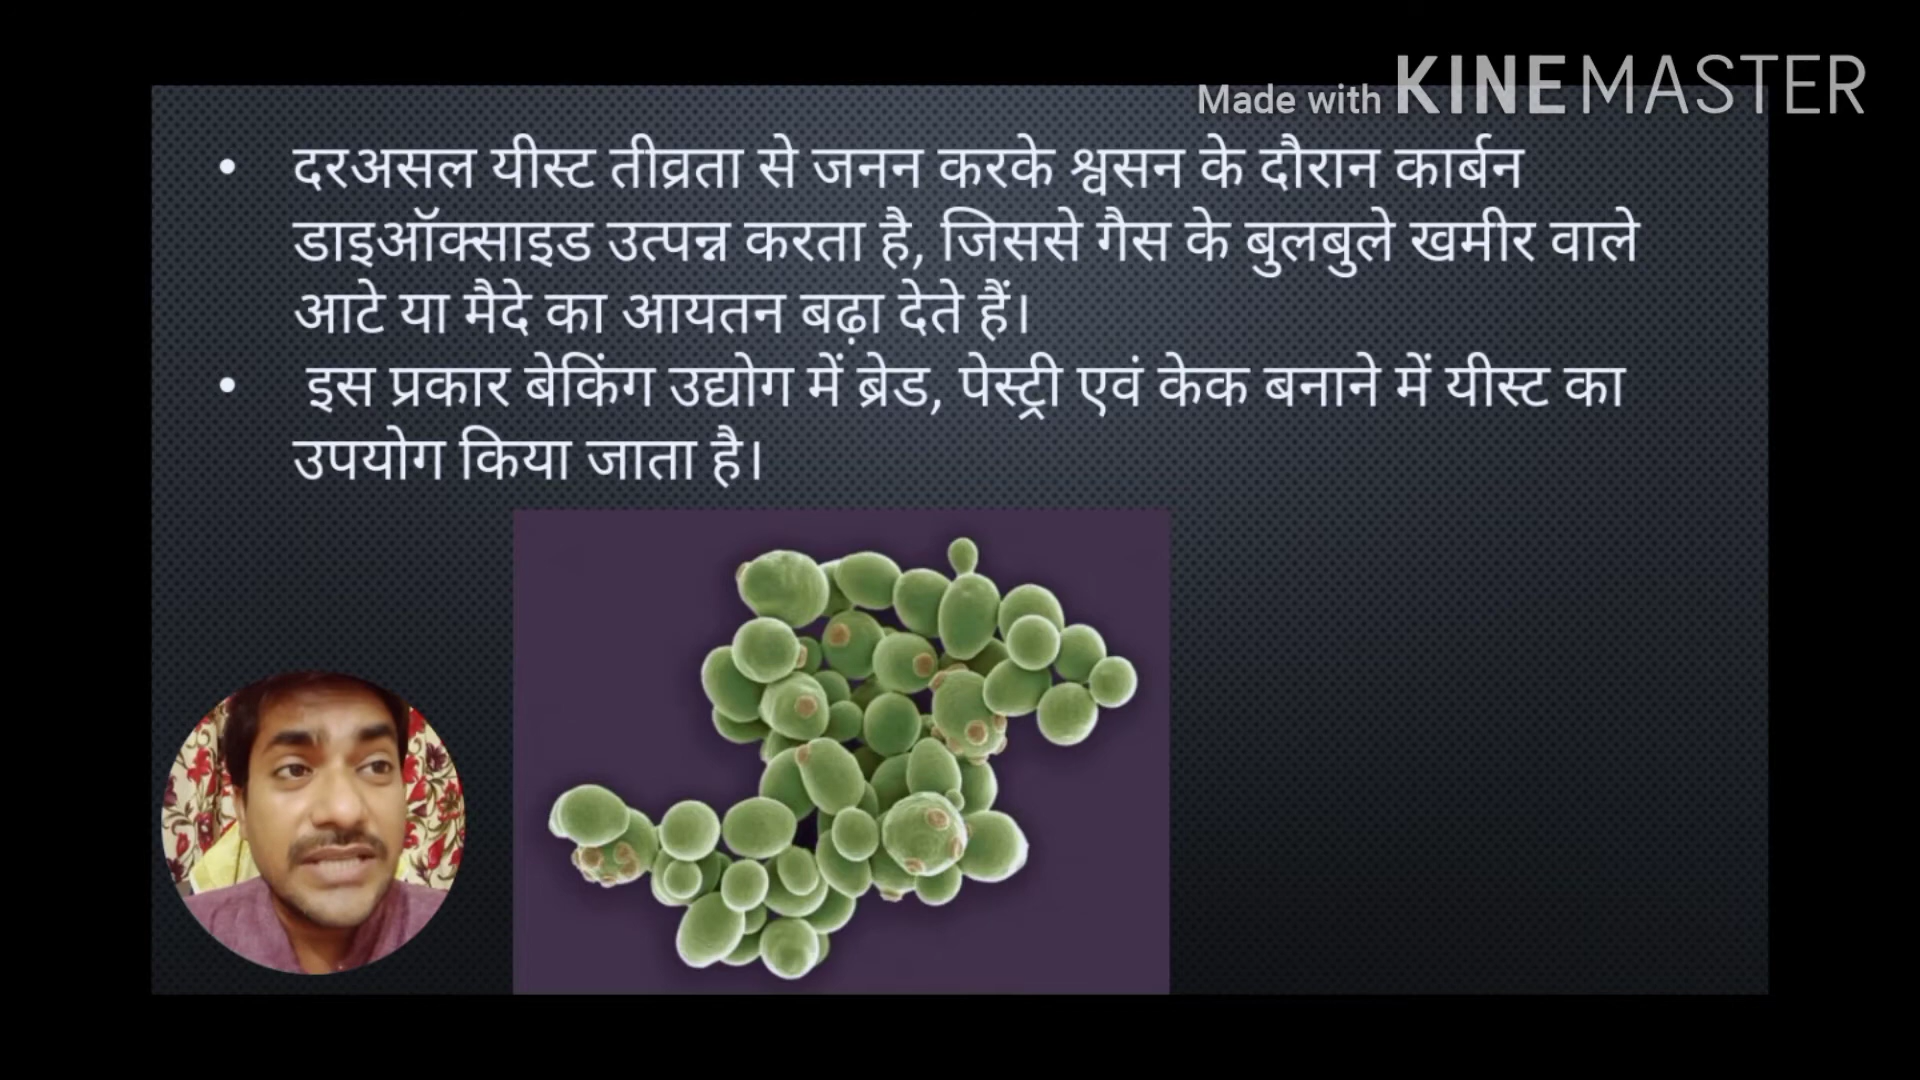 Made with KINEMASTER
• दरअसल यीस्ट तीव्रता से जनन करके श्वसन के दौरान कार्बन
डाइऑक्साइड उत्पन्न करता है, जिससे गैस के बुलबुले खमीर वाले
आटे या मैदे का आयतन बढ़ा देते हैं।
• इस प्रकार बेकिंग उद्योग में ब्रेड, पेस्ट्री एवं केक बनाने में यीस्ट का
उपयोग किया जाता है।